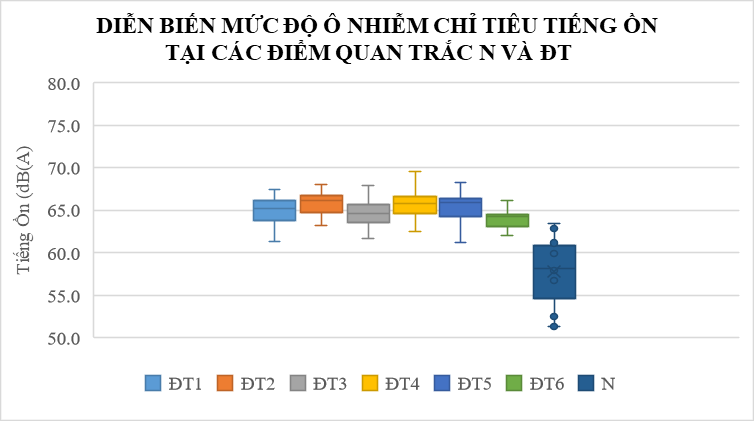 DIỄN BIẾN MỨC ĐỘ Ô NHIỄM CHỈ TIÊU TIẾNG ỒN
TẠI CÁC ĐIỂM QUAN TRẮC N VÀ ĐT
80.0
75.0
70.0
65.0
60.0
55.0
50.0
Tiếng Ồn (dB(A)
ĐT1 ĐT2 ĐT3 ĐT4 ĐT5 ĐT6 N